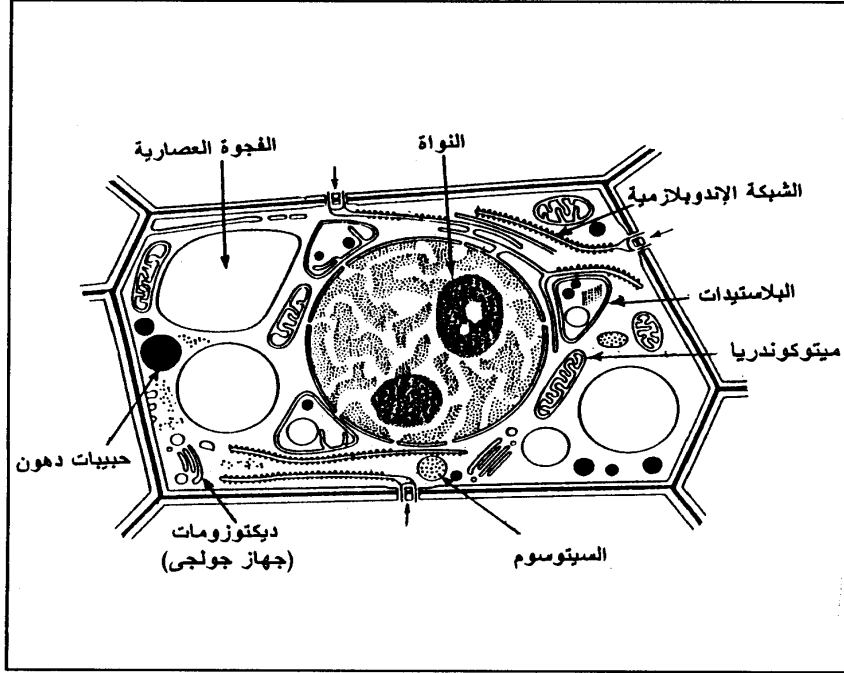 النواة
الفجوة العصارية
الشبكة الإندوبلازمية
البلاستيدات
ميتوكوندريا
حبيبات دهون
ديكتوزومات
(جهاز جولجى)
السيتوسوم